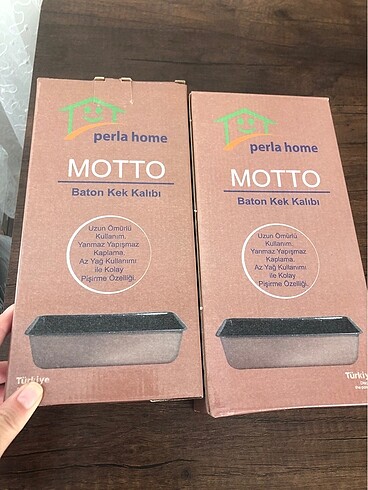 perla home
MOTTO
Baton Kek Kalıbı
Uzun Ömürlü
Kullanım,
Yanmaz Yapışmaz
Kaplama.
Az Yağ Kullanımı
ile Kolay
Pişirme Özelliği.
Türkiye
perla home
MOTTO
Baton Kek Kalıbı
Uzun Ömürlü
Kullanım,
Yanmaz Yapışmaz
Kaplama.
Az Yağ Kullanımı
ile Kolay
Pişirme Özelliği.